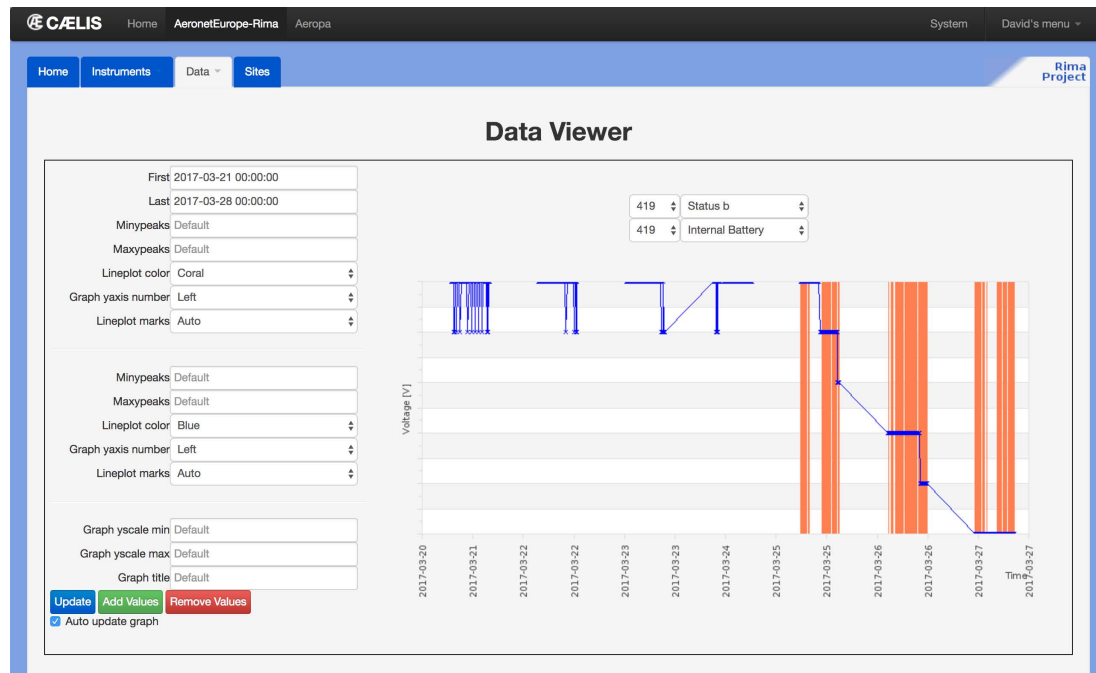 Æ CÆLIS Home AeronetEurope-Rima Aeropa System David's menu
Home Instruments Data Sites
Rima
Project
Data Viewer
First 2017-03-21 00:00:00
Last 2017-03-28 00:00:00
Minypeaks Default
Maxypeaks Default
Lineplot color Coral
Graph yaxis number Left
Lineplot marks Auto
Minypeaks Default
Maxypeaks Default
Lineplot color Blue
Graph yaxis number Left
Lineplot marks Auto
Graph yscale min Default
Graph yscale max Default
Graph title Default
Update Add Values Remove Values
Auto update graph
419 Status b
419 Internal Battery
Voltage [V]
2017-03-20
2017-03-21
2017-03-22
2017-03-22
2017-03-23
2017-03-23
2017-03-24
2017-03-25
2017-03-25
2017-03-26
2017-03-26
2017-03-27
2017-03-27
Time